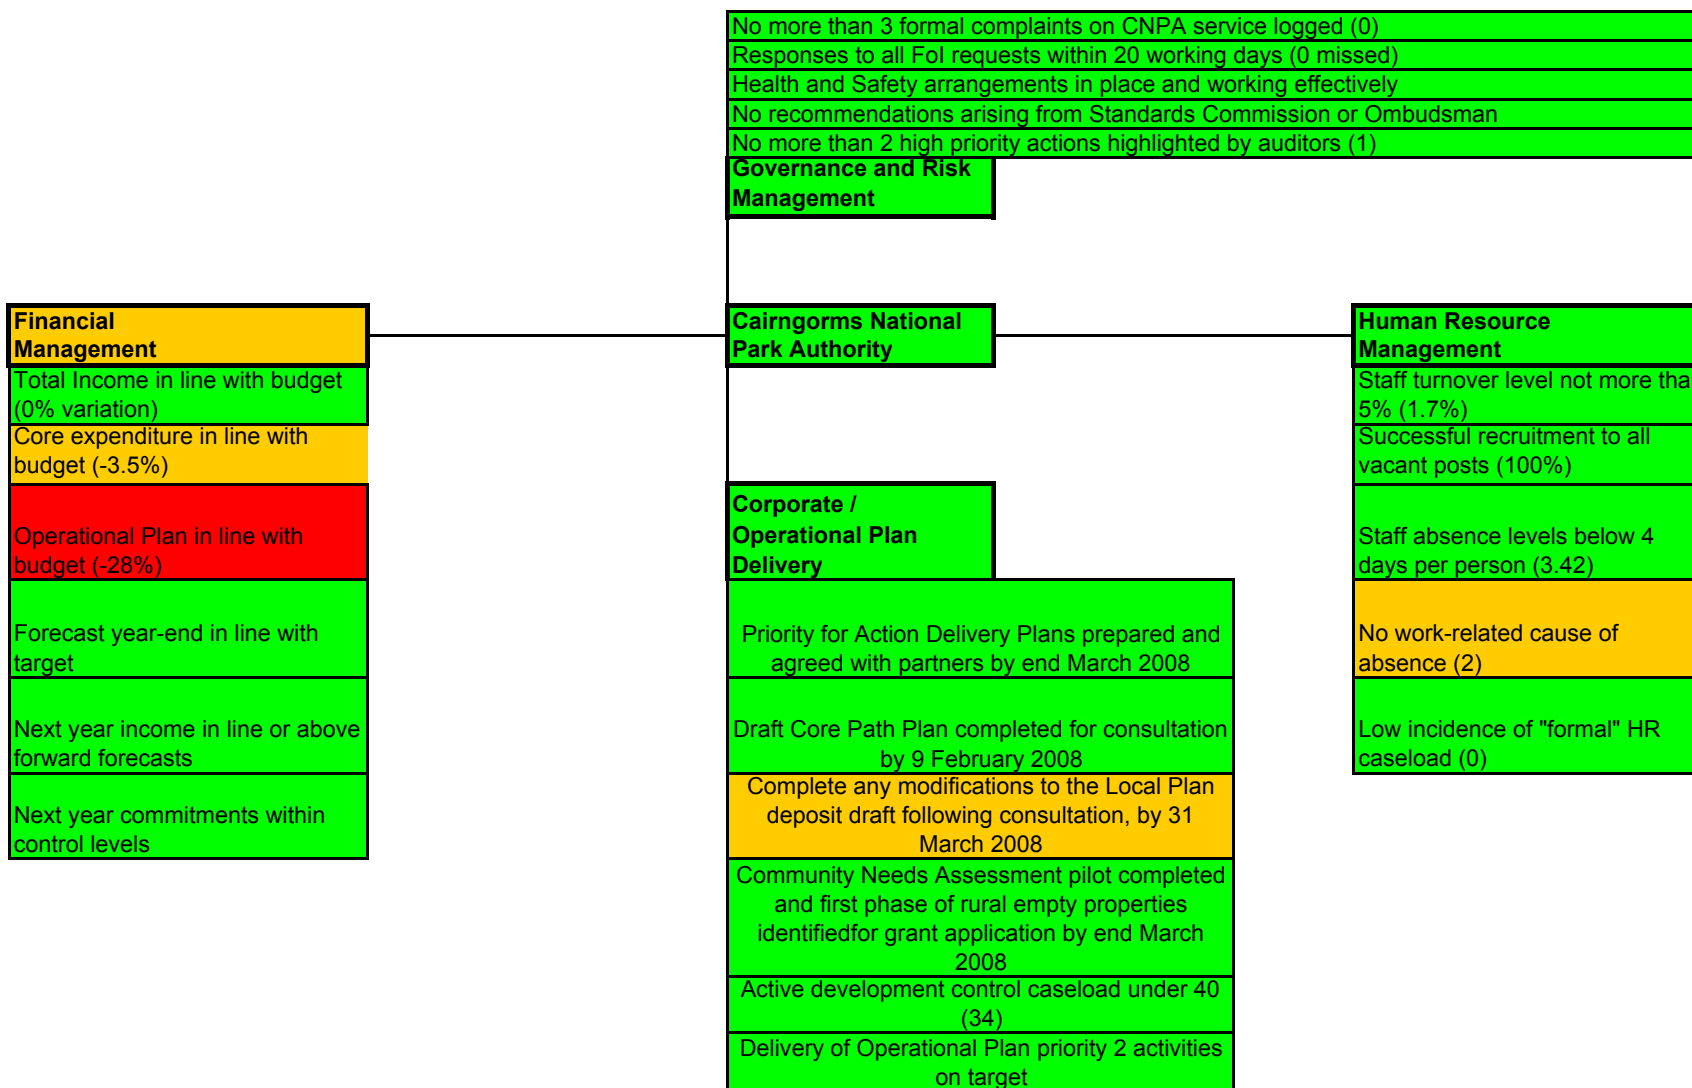 No more than 3 formal complaints on CNPA service logged (0)
Responses to all FoI requests within 20 working days (0 missed)
Health and Safety arrangements in place and working effectively
No recommendations arising from Standards Commission or Ombudsman
No more than 2 high priority actions highlighted by auditors (1)
Governance and Risk
Management
Financial
Management
Total Income in line with budget
(0% variation)
Core expenditure in line with
budget (-3.5%)
Operational Plan in line with
budget (-28%)
Forecast year-end in line with
target
Next year income in line or above
forward forecasts
Next year commitments within
control levels
Cairngorms National
Park Authority
Corporate /
Operational Plan
Delivery
Priority for Action Delivery Plans prepared and
agreed with partners by end March 2008
Draft Core Path Plan completed for consultation
by 9 February 2008
Complete any modifications to the Local Plan
deposit draft following consultation, by 31
March 2008
Community Needs Assessment pilot completed
and first phase of rural empty properties
identifiedfor grant application by end March
2008
Active development control caseload under 40
(34)
Delivery of Operational Plan priority 2 activities
on target
Human Resource
Management
Staff turnover level not more tha
5% (1.7%)
Successful recruitment to all
vacant posts (100%)
Staff absence levels below 4
days per person (3.42)
No work-related cause of
absence (2)
Low incidence of "formal" HR
caseload (0)